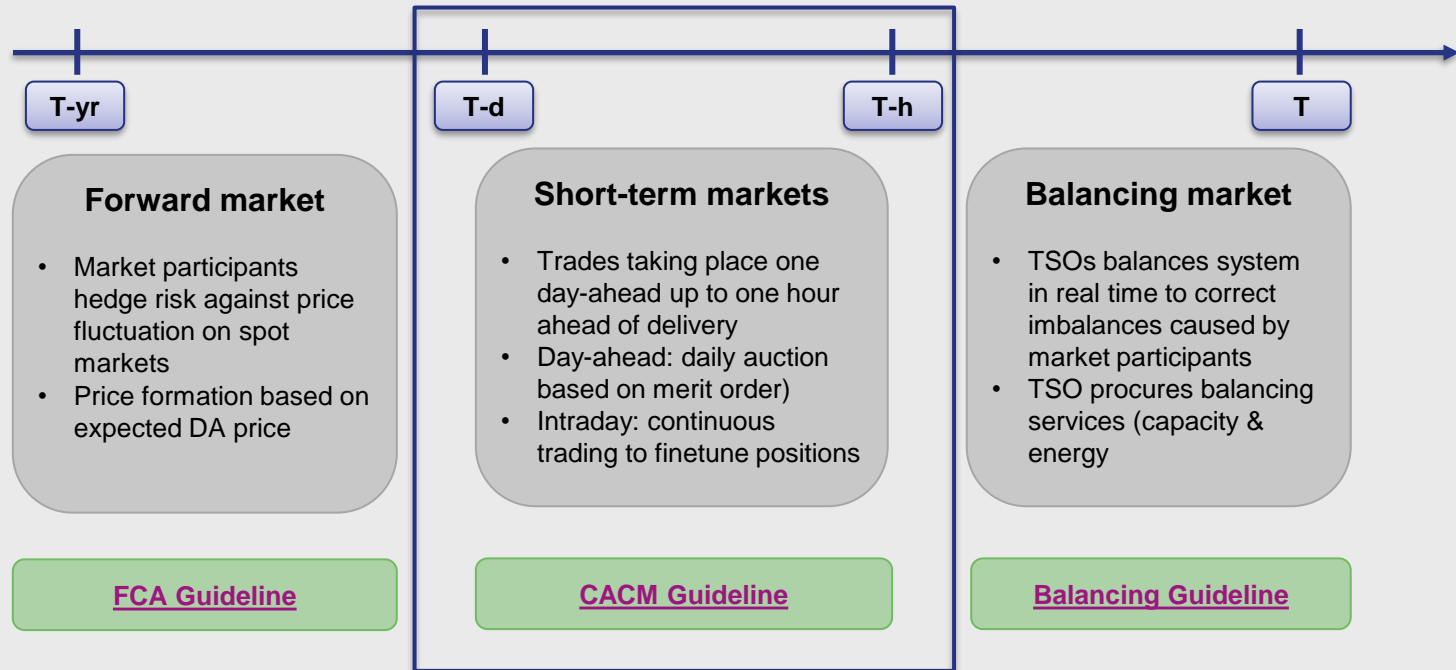 T-yr
T-d
T-h
T
Forward market
• Market participants
hedge risk against price
fluctuation on spot
markets
• Price formation based on
expected DA price
Short-term markets
• Trades taking place one
day-ahead up to one hour
ahead of delivery
• Day-ahead: daily auction
based on merit order)
• Intraday: continuous
trading to finetune positions
Balancing market
• TSOs balances system
in real time to correct
imbalances caused by
market participants
• TSO procures balancing
services (capacity &
energy
FCA Guideline
CACM Guideline
Balancing Guideline